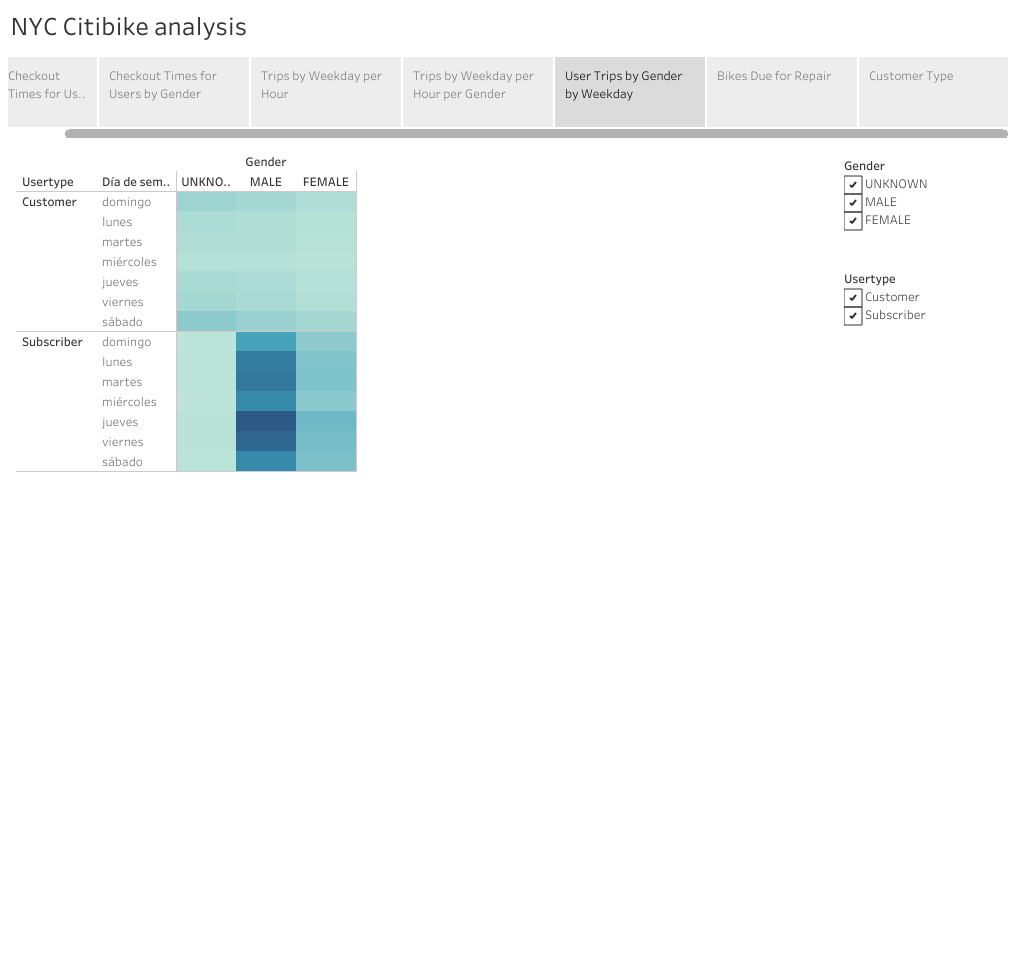 NYC Citibike analysis
Checkout
Times for Us..
Checkout Times for
Users by Gender
Trips by Weekday per
Hour
Trips by Weekday per
Hour per Gender
User Trips by Gender
by Weekday
Bikes Due for Repair
Customer Type
Gender
Usertype Día de sem.. UNKNO.. MALE FEMALE
Customer domingo
lunes
martes
miércoles
jueves
viernes
sábado
Subscriber domingo
lunes
martes
miércoles
jueves
viernes
sábado
Gender
UNKNOWN
MALE
FEMALE
Usertype
Customer
Subscriber